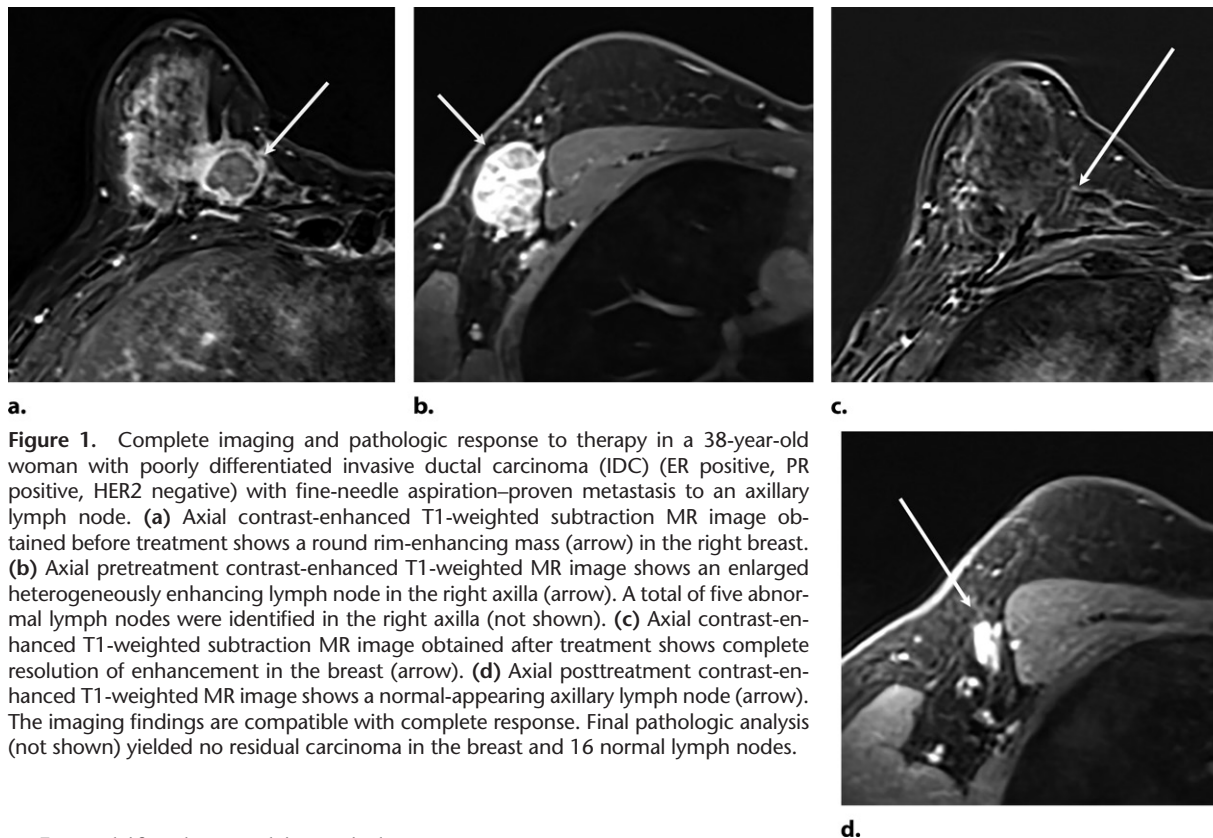 a.
b.
c.
Figure 1. Complete imaging and pathologic response to therapy in a 38-year-old
woman with poorly differentiated invasive ductal carcinoma (IDC) (ER positive, PR
positive, HER2 negative) with fine-needle aspiration–proven metastasis to an axillary
lymph node. (a) Axial contrast-enhanced T1-weighted subtraction MR image ob-
tained before treatment shows a round rim-enhancing mass (arrow) in the right breast.
(b) Axial pretreatment contrast-enhanced T1-weighted MR image shows an enlarged
heterogeneously enhancing lymph node in the right axilla (arrow). A total of five abnor-
mal lymph nodes were identified in the right axilla (not shown). (c) Axial contrast-en-
hanced T1-weighted subtraction MR image obtained after treatment shows complete
resolution of enhancement in the breast (arrow). (d) Axial posttreatment contrast-en-
hanced T1-weighted MR image shows a normal-appearing axillary lymph node (arrow).
The imaging findings are compatible with complete response. Final pathologic analysis
(not shown) yielded no residual carcinoma in the breast and 16 normal lymph nodes.
d.